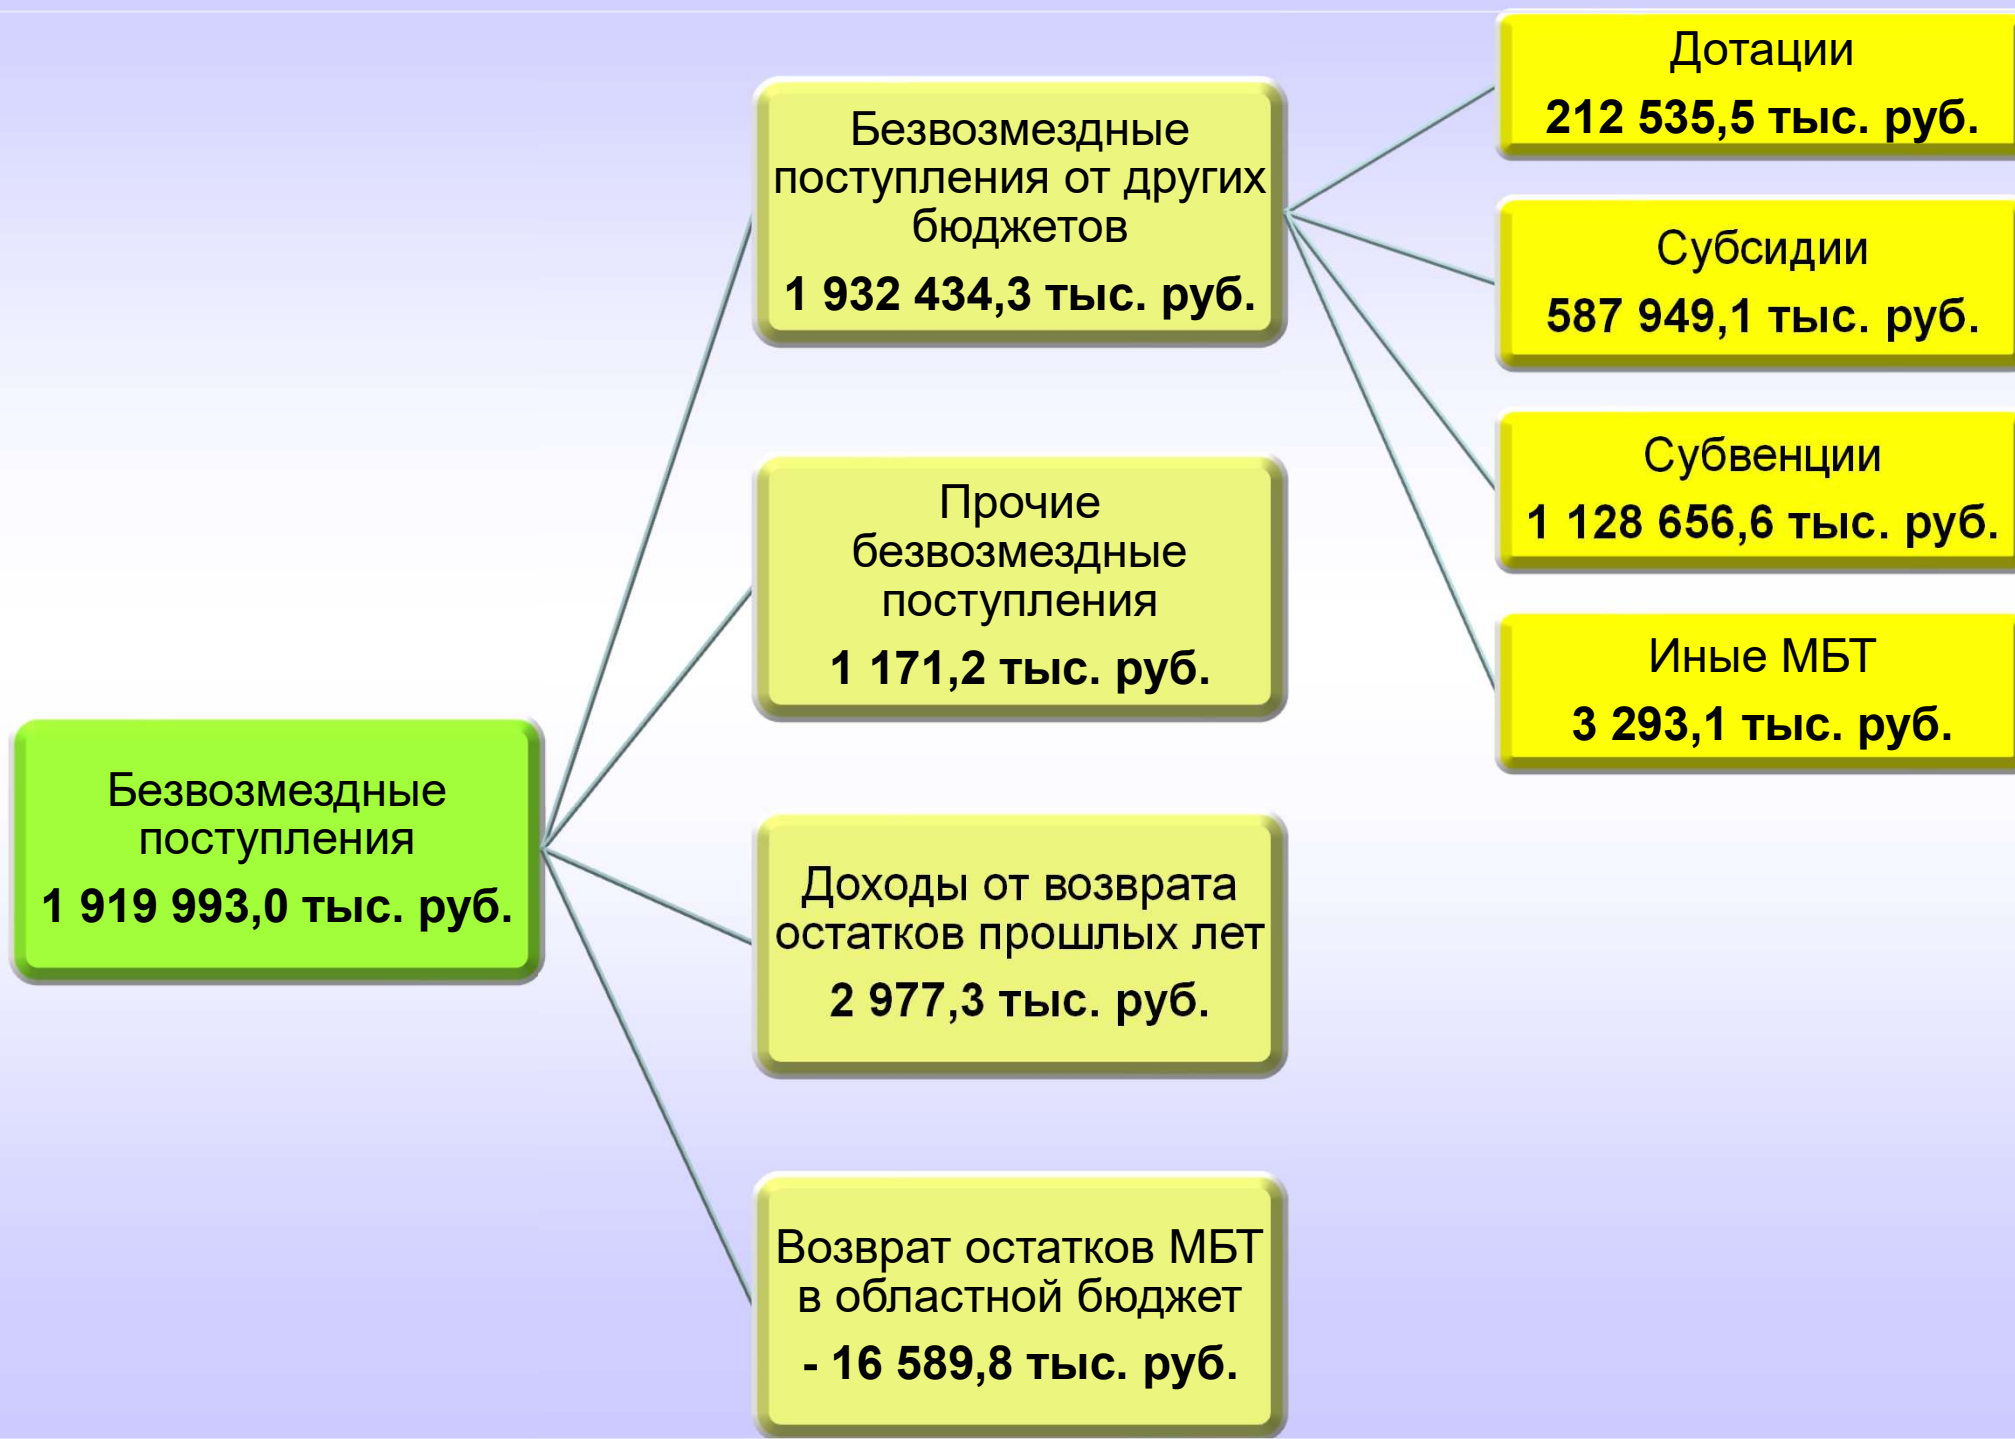 Безвозмездные
поступления
1 919 993,0 тыс. руб.
Безвозмездные
поступления от других
бюджетов
1 932 434,3 тыс. руб.
Прочие
безвозмездные
поступления
1 171,2 тыс. руб.
Доходы от возврата
остатков прошлых лет
2 977,3 тыс. руб.
Возврат остатков МБТ
в областной бюджет
- 16 589,8 тыс. руб.
Дотации
212 535,5 тыс. руб.
Субсидии
587 949,1 тыс. руб.
Субвенции
1 128 656,6 тыс. руб.
Иные МБТ
3 293,1 тыс. руб.